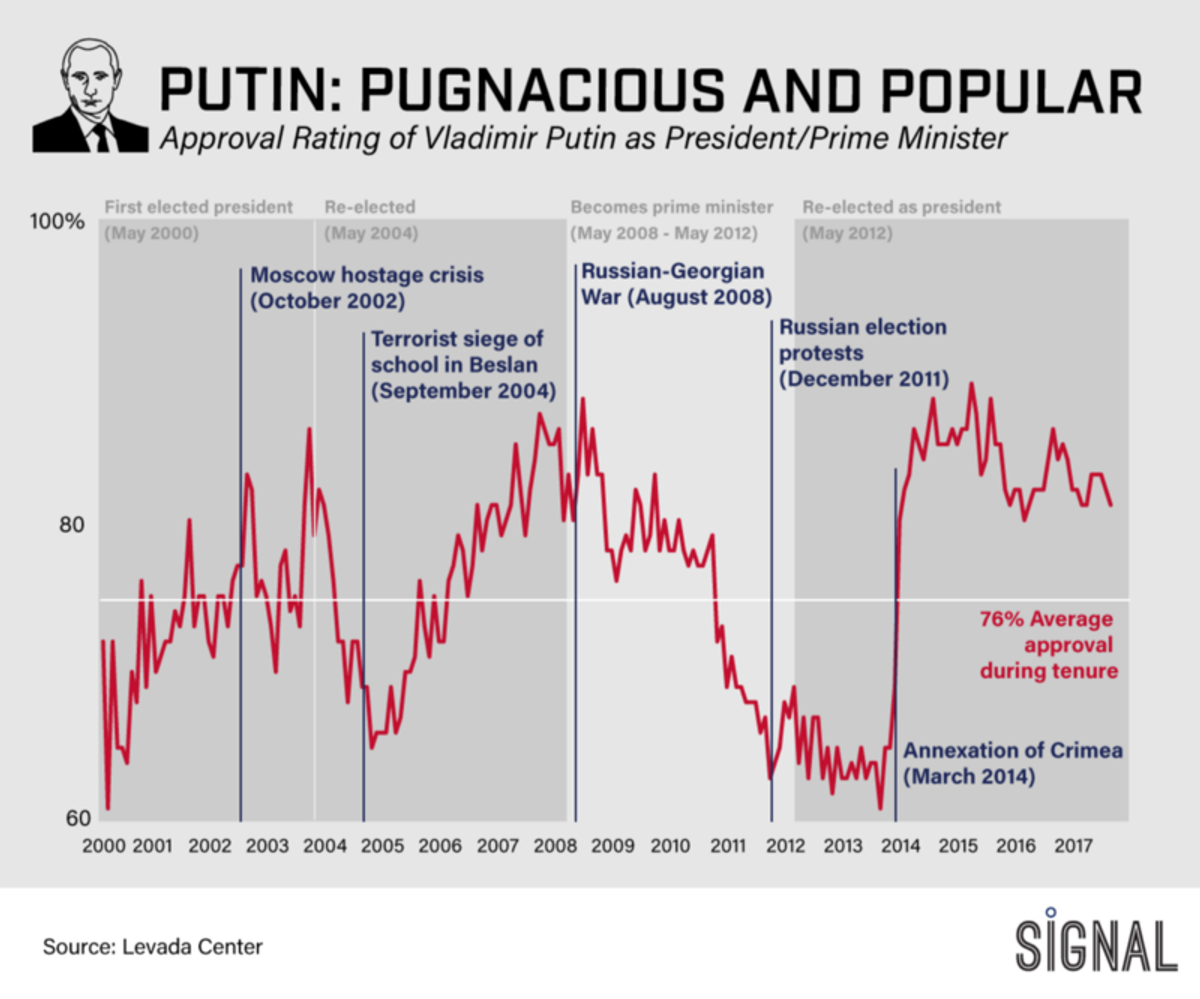 PUTIN: PUGNACIOUS AND POPULAR
Approval Rating of Vladimir Putin as President/Prime Minister
First elected president
(May 2000)
Re-elected
(May 2004)
Becomes prime minister
(May 2008 - May 2012)
Re-elected as president
(May 2012)
100%
80
60
Moscow hostage crisis
(October 2002)
Terrorist siege of
school in Beslan
(September 2004)
Russian-Georgian
War (August 2008)
Russian election
protests
(December 2011)
76% Average
approval
during tenure
Annexation of Crimea
(March 2014)
2000 2001 2002 2003 2004 2005 2006 2007 2008 2009 2010 2011 2012 2013 2014 2015 2016 2017
Source: Levada Center
SIGNAL